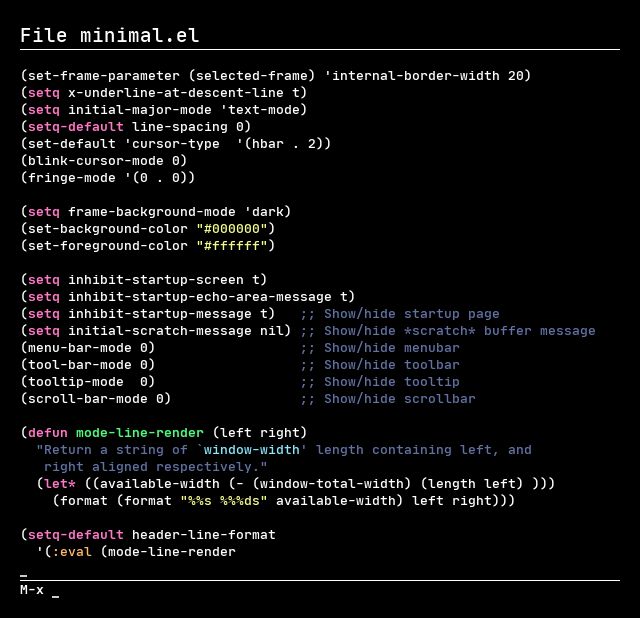 File minimal.el
(set-frame-parameter (selected-frame) 'internal-border-width 20)
(setq x-underline-at-descent-line t)
(setq initial-major-mode 'text-mode)
(setq-default line-spacing 0)
(set-default 'cursor-type  '(hbar . 2))
(blink-cursor-mode 0)
(fringe-mode '(0 . 0))

(setq frame-background-mode 'dark)
(set-background-color "#000000")
(set-foreground-color "#ffffff")

(setq inhibit-startup-screen t)
(setq inhibit-startup-echo-area-message t)
(setq inhibit-startup-message t)   ;; Show/hide startup page
(setq initial-scratch-message nil) ;; Show/hide *scratch* buffer message
(menu-bar-mode 0)                  ;; Show/hide menubar
(tool-bar-mode 0)                  ;; Show/hide toolbar
(tooltip-mode  0)                  ;; Show/hide tooltip
(scroll-bar-mode 0)                ;; Show/hide scrollbar

(defun mode-line-render (left right)
  "Return a string of `window-width' length containing left, and
   right aligned respectively."
  (let* ((available-width (- (window-total-width) (length left) )))
    (format (format "%%s %%%ds" available-width) left right)))

(setq-default header-line-format
  '(:eval (mode-line-render
M-x _